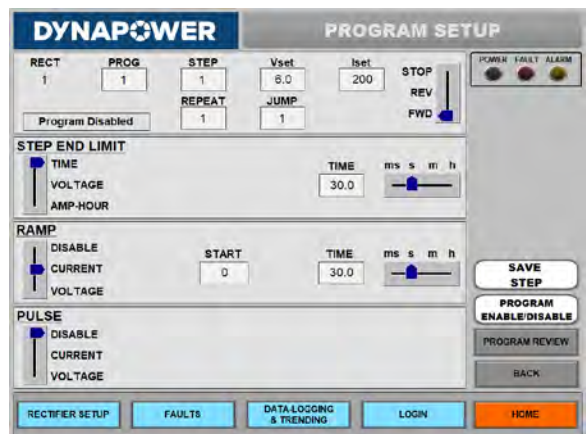 DYNAPOWER
PROGRAM SETUP
RECT PROG STEP Vset Iset
1 1 1 6.0 200
STOP
REV
FWD
REPEAT JUMP
1 1
Program Disabled
POWER FAULT ALARM
STEP END LIMIT
TIME
VOLTAGE
AMP-HOUR
TIME
30.0
ms s m h
RAMP
DISABLE
CURRENT
VOLTAGE
START
0
TIME
30.0
ms s m h
PULSE
DISABLE
CURRENT
VOLTAGE
SAVE
STEP
PROGRAM
ENABLE/DISABLE
PROGRAM REVIEW
BACK
RECTIFIER SETUP
FAULTS
DATA-LOGGING
& TRENDING
LOGIN
HOME